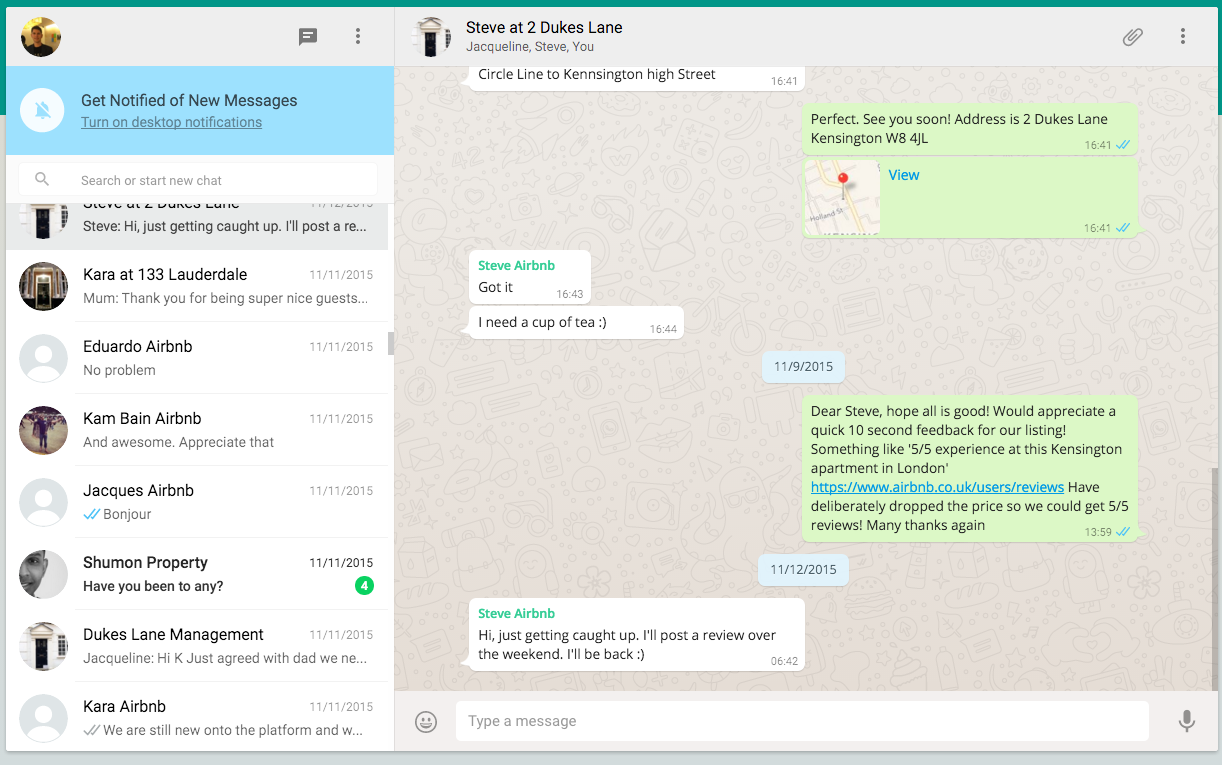 Get Notified of New Messages
Turn on desktop notifications
Search or start new chat
Steve at 2 Dukes Lane
11/12/2015
Steve: Hi, just getting caught up. I'll post a re...
Kara at 133 Lauderdale
11/11/2015
Mum: Thank you for being super nice guests...
Eduardo Airbnb
11/11/2015
No problem
Kam Bain Airbnb
11/11/2015
And awesome. Appreciate that
Jacques Airbnb
11/11/2015
Bonjour
Shumon Property
11/11/2015
Have you been to any?
4
Dukes Lane Management
11/11/2015
Jacqueline: Hi K Just agreed with dad we ne...
Kara Airbnb
11/11/2015
We are still new onto the platform and w...
Steve at 2 Dukes Lane
Jacqueline, Steve, You
Circle Line to Kennsington high Street
16:41
Perfect. See you soon! Address is 2 Dukes Lane
Kensington W8 4JL
16:41
View
Holland St
KENSING
16:41
Steve Airbnb
Got it
16:43
I need a cup of tea :)
16:44
11/9/2015
Dear Steve, hope all is good! Would appreciate a
quick 10 second feedback for our listing!
Something like '5/5 experience at this Kensington
apartment in London'
https://www.airbnb.co.uk/users/reviews Have
deliberately dropped the price so we could get 5/5
reviews! Many thanks again
13:59
11/12/2015
Steve Airbnb
Hi, just getting caught up. I'll post a review over
the weekend. I'll be back :)
06:42
Type a message